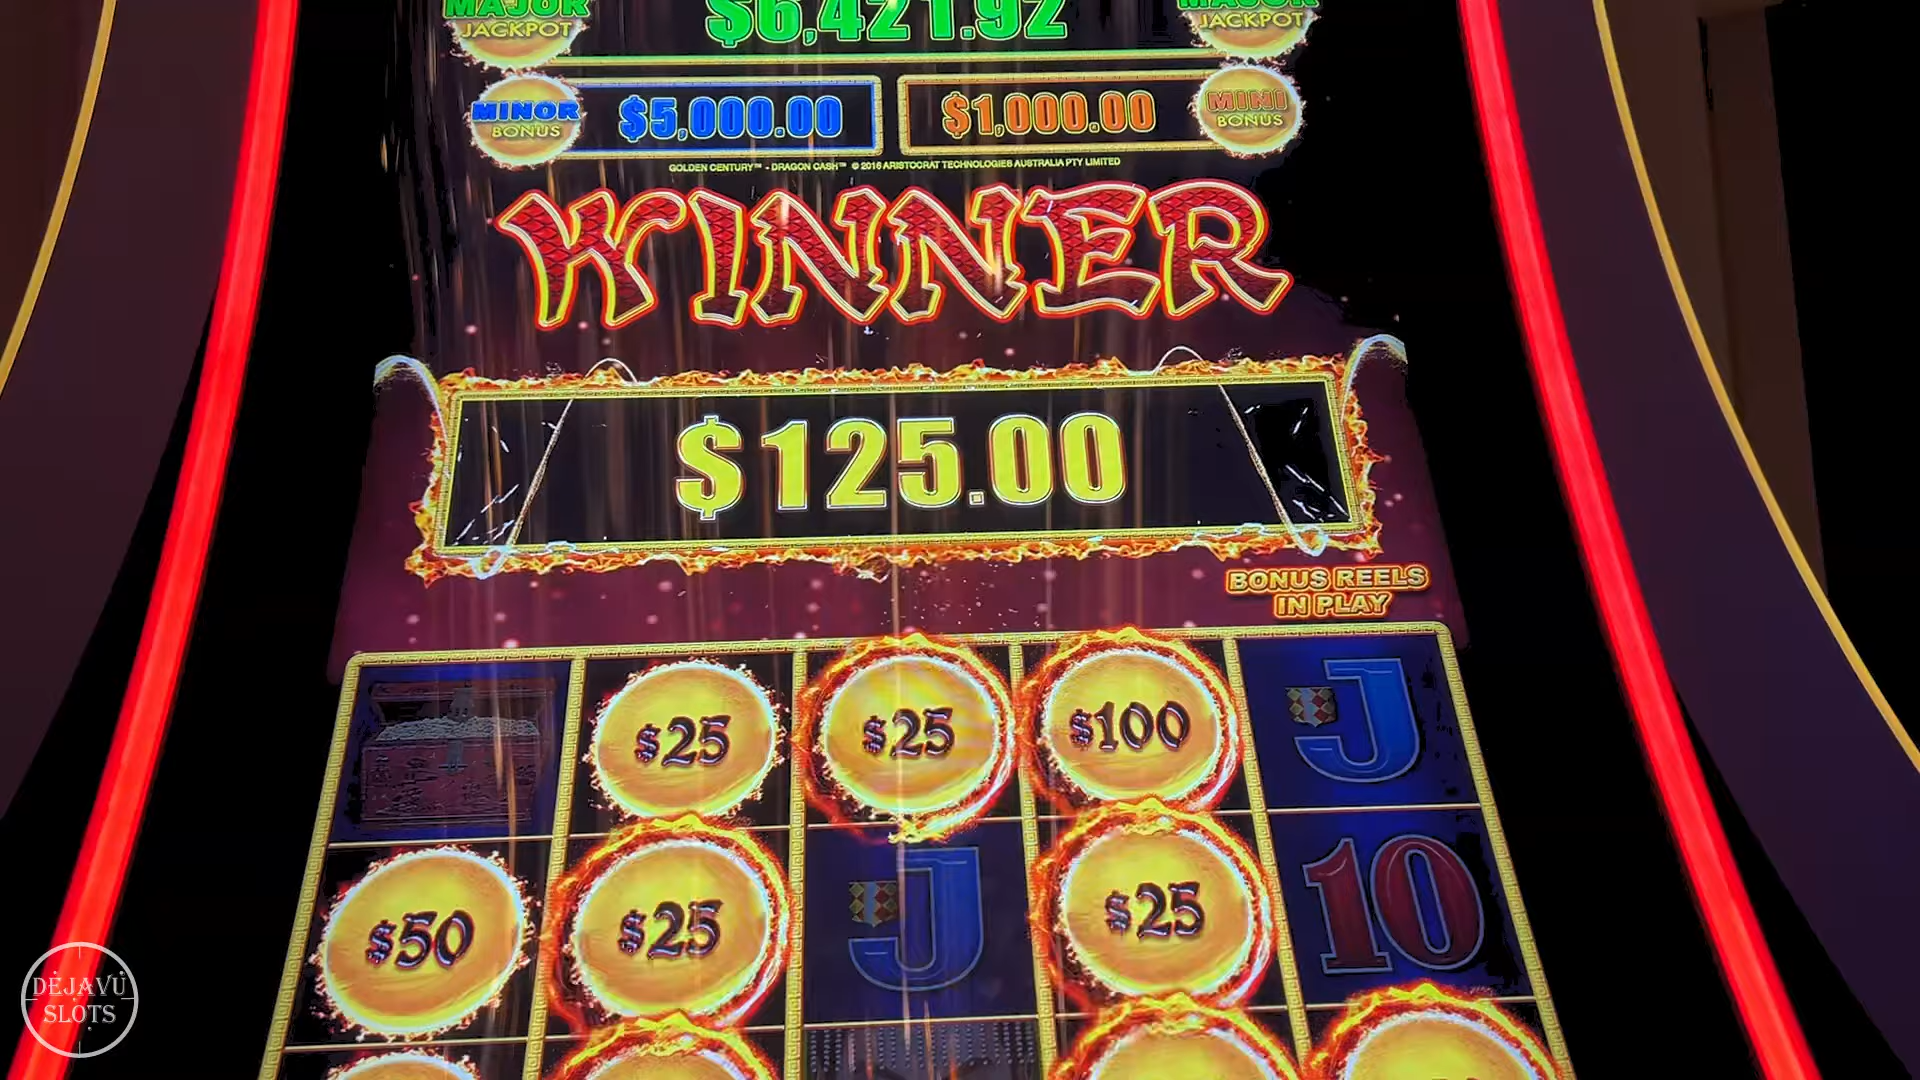 MAJOR
JACKPOT
$6,421.92
MAJOR
JACKPOT
MINOR
BONUS
$5,000.00
$1,000.00
MINI
BONUS
GOLDEN CENTURY™ - DRAGON CASH™ © 2016 ARISTOCRAT TECHNOLOGIES AUSTRALIA PTY LIMITED
WINNER
$125.00
BONUS REELS
IN PLAY
$25
$25
$100
J
$50
$25
J
$25
10
DÉJAVÚ
SLOTS